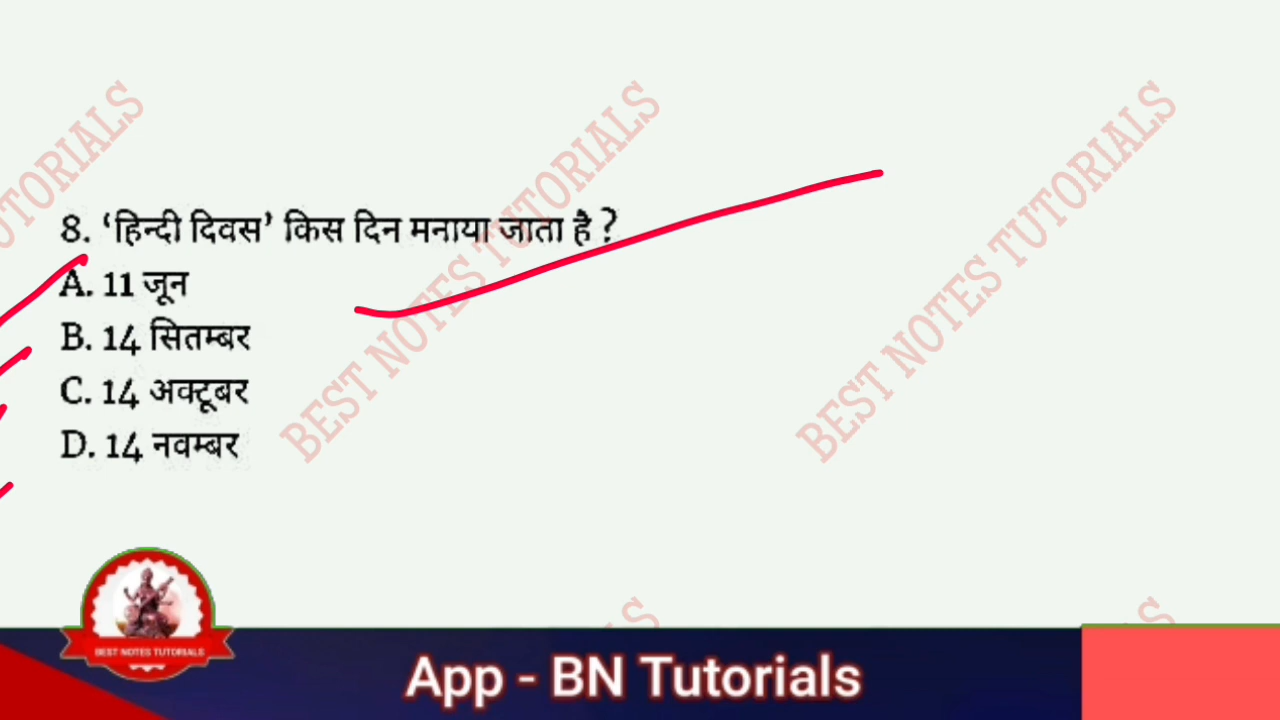 8. ‘हिन्दी दिवस’ किस दिन मनाया जाता है ?
A. 11 जून
B. 14 सितम्बर
C. 14 अक्टूबर
D. 14 नवम्बर
UTORIALS
BEST NOTES TUTORIALS
BEST NOTES TUTORIALS
BEST NOTES TUTORIALS
App - BN Tutorials